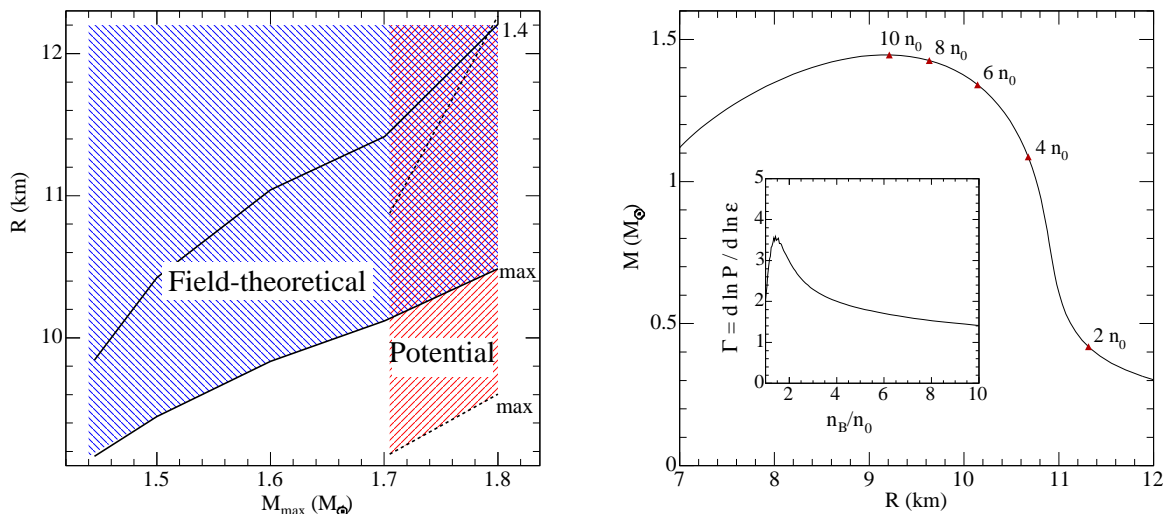 12
11
10
R (km)
1.4
max
max
Field-theoretical
Potential
1.5
1.6
1.7
1.8
M_max (M_⊙)
1.5
1
0.5
0
M (M_⊙)
10 n_0
8 n_0
6 n_0
4 n_0
2 n_0
5
4
3
2
1
0
Γ = d ln P / d ln ε
2
4
6
8
10
n_B/n_0
7
8
9
10
11
12
R (km)